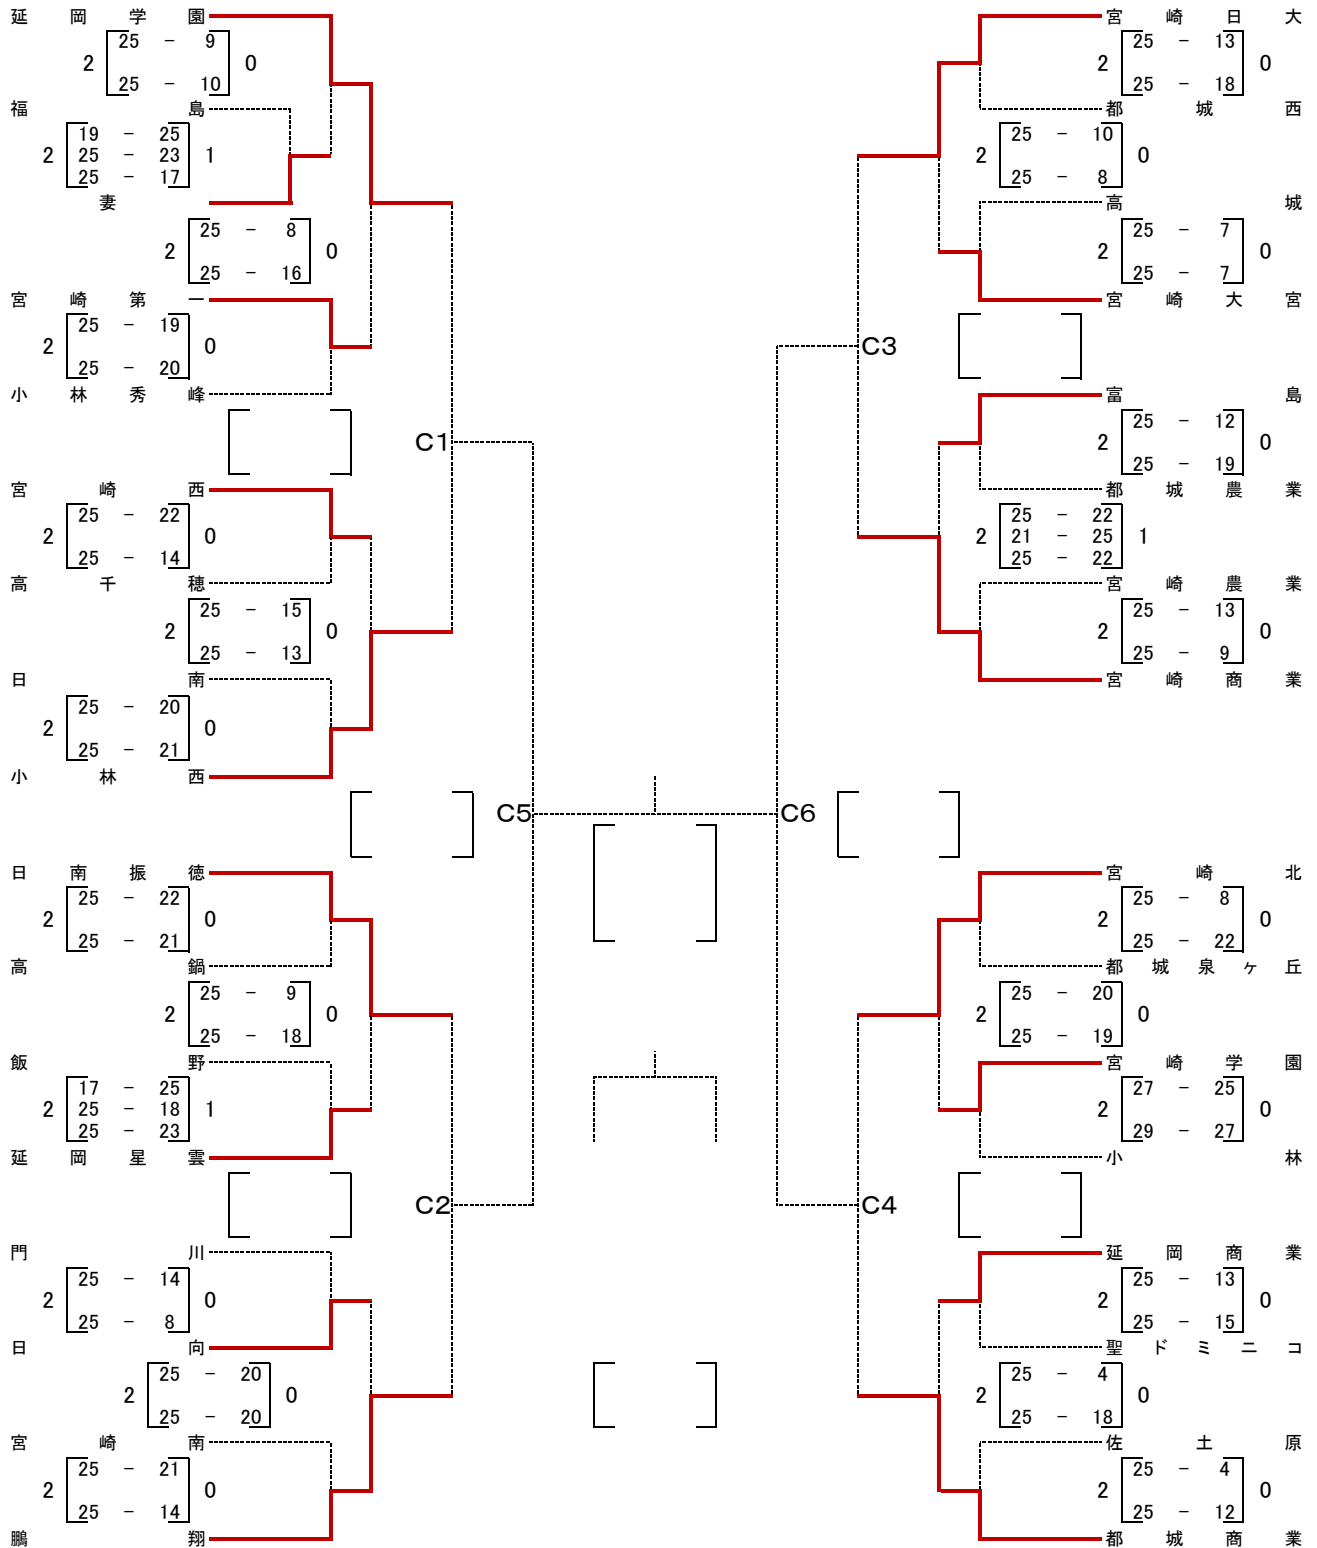 延岡学園
25 － 9
2 0
25 － 10
福島
19 － 25
2 25 － 23 1
25 － 17
妻
25 － 8
2 0
25 － 16
宮崎第一
25 － 19
2 0
25 － 20
小林秀峰
C1
宮崎西
25 － 22
2 0
25 － 14
高千穂
25 － 15
2 0
25 － 13
日南
25 － 20
2 0
25 － 21
小林西
C5
日南振徳
25 － 22
2 0
25 － 21
高鍋
25 － 9
2 0
25 － 18
飯野
17 － 25
2 25 － 18 1
25 － 23
延岡星雲
C2
門川
25 － 14
2 0
25 － 8
日向
25 － 20
2 0
25 － 20
宮崎南
25 － 21
2 0
25 － 14
鵬翔
宮崎日大
25 － 13
2 0
25 － 18
都城西
25 － 10
2 0
25 － 8
高城
25 － 7
2 0
25 － 7
宮崎大宮
C3
富島
25 － 12
2 0
25 － 19
都城農業
25 － 22
2 21 － 25 1
25 － 22
宮崎農業
25 － 13
2 0
25 － 9
宮崎商業
C6
宮崎北
25 － 8
2 0
25 － 22
都城泉ヶ丘
25 － 20
2 0
25 － 19
宮崎学園
27 － 25
2 0
29 － 27
小林
C4
延岡商業
25 － 13
2 0
25 － 15
聖ドミニコ
25 － 4
2 0
25 － 18
佐土原
25 － 4
2 0
25 － 12
都城商業